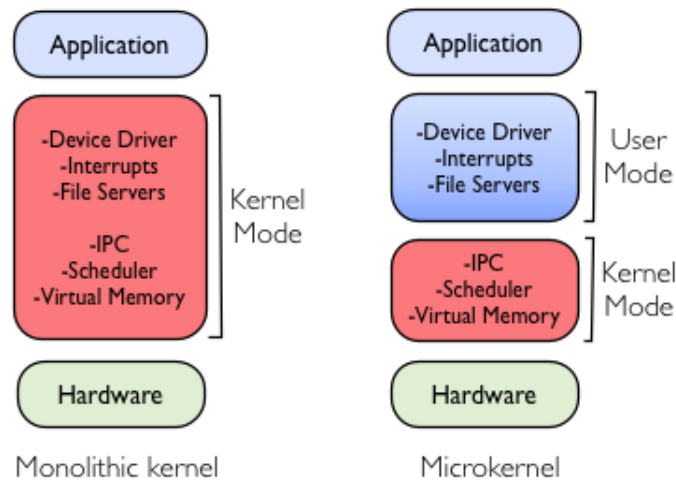 Application
-Device Driver
-Interrupts
-File Servers
-IPC
-Scheduler
-Virtual Memory
Kernel
Mode
Hardware
Monolithic kernel
Application
-Device Driver
-Interrupts
-File Servers
User
Mode
-IPC
-Scheduler
-Virtual Memory
Kernel
Mode
Hardware
Microkernel